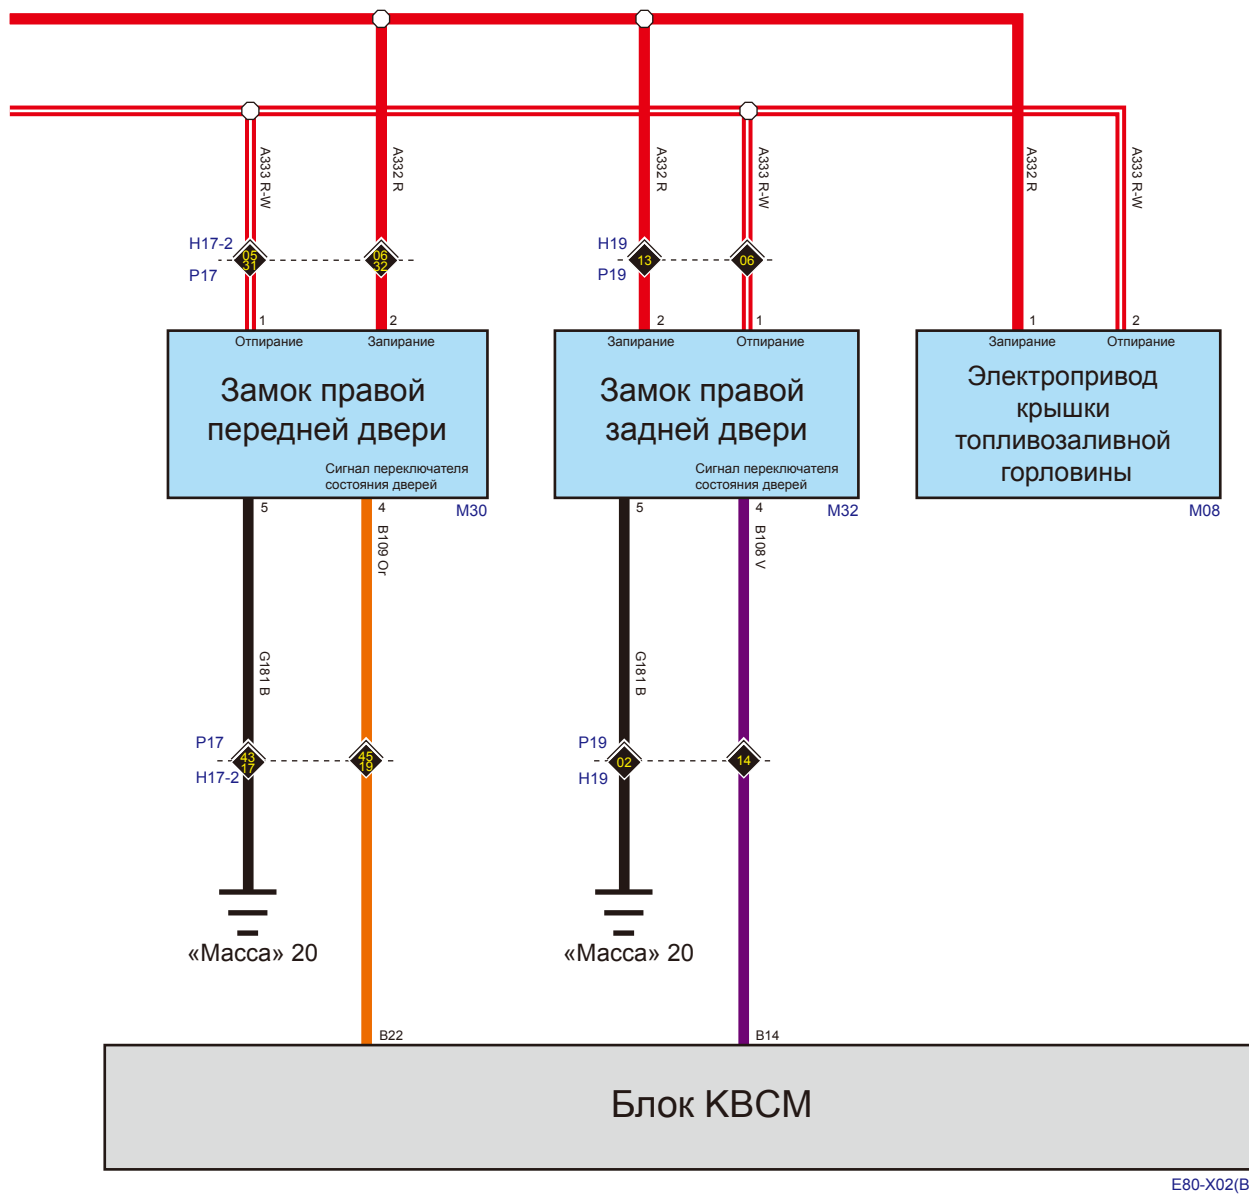 A333 R-W
A332 R
A332 R
A333 R-W
A332 R
A333 R-W
H17-2
05
31
06
32
P17
H19
13
06
P19
1
2
2
1
1
2
Отпирание
Запирание
Запирание
Отпирание
Запирание
Отпирание
Замок правой
передней двери
Сигнал переключателя
состояния дверей
Замок правой
задней двери
Сигнал переключателя
состояния дверей
Электропривод
крышки
топливозаливной
горловины
5
4
M30
5
4
M32
M08
B109 Or
B108 V
G181 B
G181 B
P17
43
17
45
19
H17-2
P19
02
14
H19
«Масса» 20
«Масса» 20
B22
B14
Блок KBCM
E80-X02(B